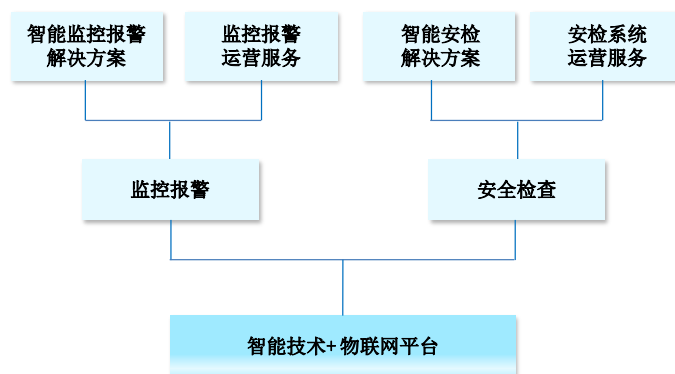 智能监控报警
解决方案
监控报警
运营服务
智能安检
解决方案
安检系统
运营服务
监控报警
安全检查
智能技术+物联网平台